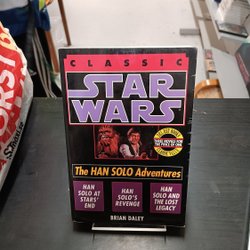 CLASSIC
STAR
WARS
The HAN SOLO Adventures
HAN
SOLO AT
STARS'
END
HAN
SOLO'S
REVENGE
HAN SOLO
AND THE
LOST
LEGACY
BRIAN DALEY